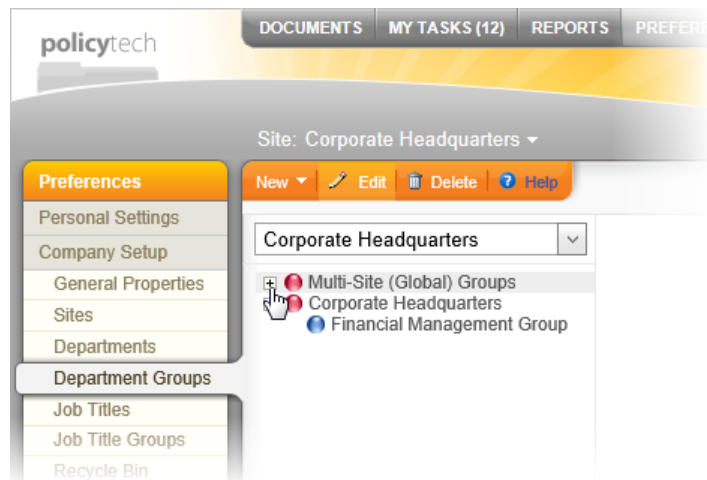 policytech
DOCUMENTS MY TASKS (12) REPORTS PREFER
Site: Corporate Headquarters
Preferences
New Edit Delete Help
Personal Settings
Company Setup
General Properties
Sites
Departments
Department Groups
Job Titles
Job Title Groups
Recycle Bin
Corporate Headquarters
Multi-Site (Global) Groups
Corporate Headquarters
Financial Management Group